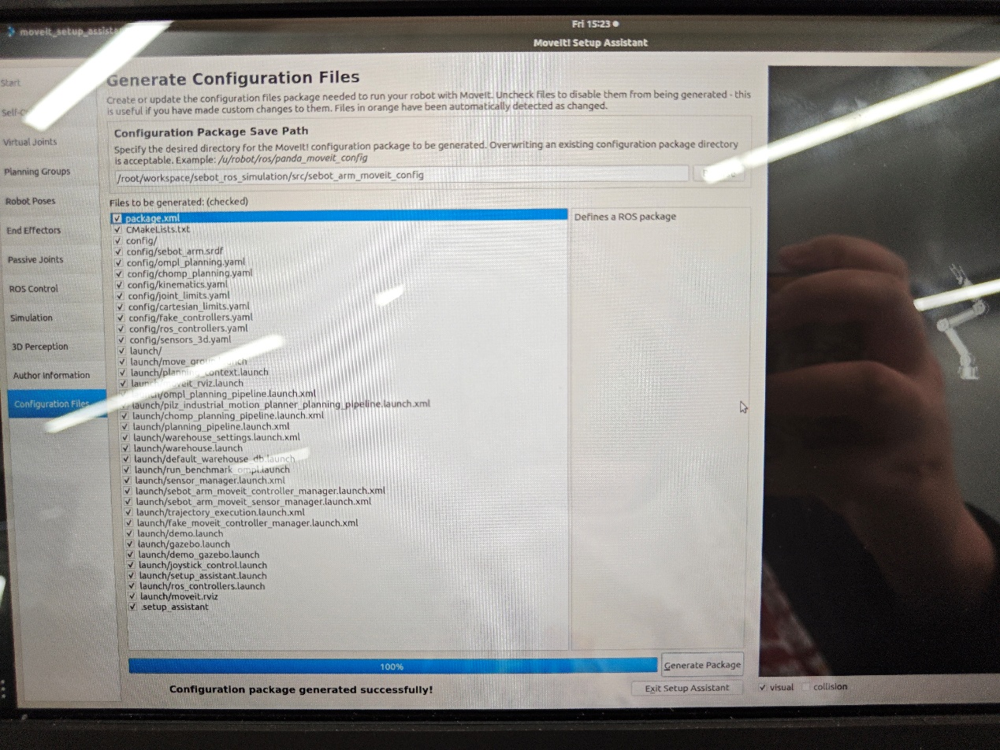 moveit_setup_assist
Fri 15:23
MoveIt! Setup Assistant
Start
Virtual Joints
Planning Groups
Robot Poses
End Effectors
Passive Joints
ROS Control
Simulation
3D Perception
Author Information
Configuration Files
Generate Configuration Files
Create or update the configuration files package needed to run your robot with MoveIt. Uncheck files to disable them from being generated - this
is useful if you have made custom changes to them. Files in orange have been automatically detected as changed.
Configuration Package Save Path
Specify the desired directory for the MoveIt! configuration package to be generated. Overwriting an existing configuration package directory
is acceptable. Example: /u/robot/ros/panda_moveit_config
/root/workspace/sebot_ros_simulation/src/sebot_arm_moveit_config
Files to be generated: (checked)
package.xml
CMakeLists.txt
config/
config/sebot_arm.srdf
config/ompl_planning.yaml
config/chomp_planning.yaml
config/kinematics.yaml
config/joint_limits.yaml
config/cartesian_limits.yaml
config/fake_controllers.yaml
config/ros_controllers.yaml
config/sensors_3d.yaml
launch/
launch/move_group.launch
launch/planning_context.launch
launch/moveit_rviz.launch
launch/ompl_planning_pipeline.launch.xml
launch/pilz_industrial_motion_planner_planning_pipeline.launch.xml
launch/chomp_planning_pipeline.launch.xml
launch/planning_pipeline.launch.xml
launch/warehouse_settings.launch.xml
launch/warehouse.launch
launch/default_warehouse_db.launch
launch/run_benchmark_ompl.launch
launch/sensor_manager.launch.xml
launch/sebot_arm_moveit_controller_manager.launch.xml
launch/sebot_arm_moveit_sensor_manager.launch.xml
launch/trajectory_execution.launch.xml
launch/fake_moveit_controller_manager.launch.xml
launch/demo.launch
launch/gazebo.launch
launch/demo_gazebo.launch
launch/joystick_control.launch
launch/setup_assistant.launch
launch/ros_controllers.launch
launch/moveit.rviz
.setup_assistant
Defines a ROS package
100%
Generate Package
Configuration package generated successfully!
Exit Setup Assistant
visual
collision